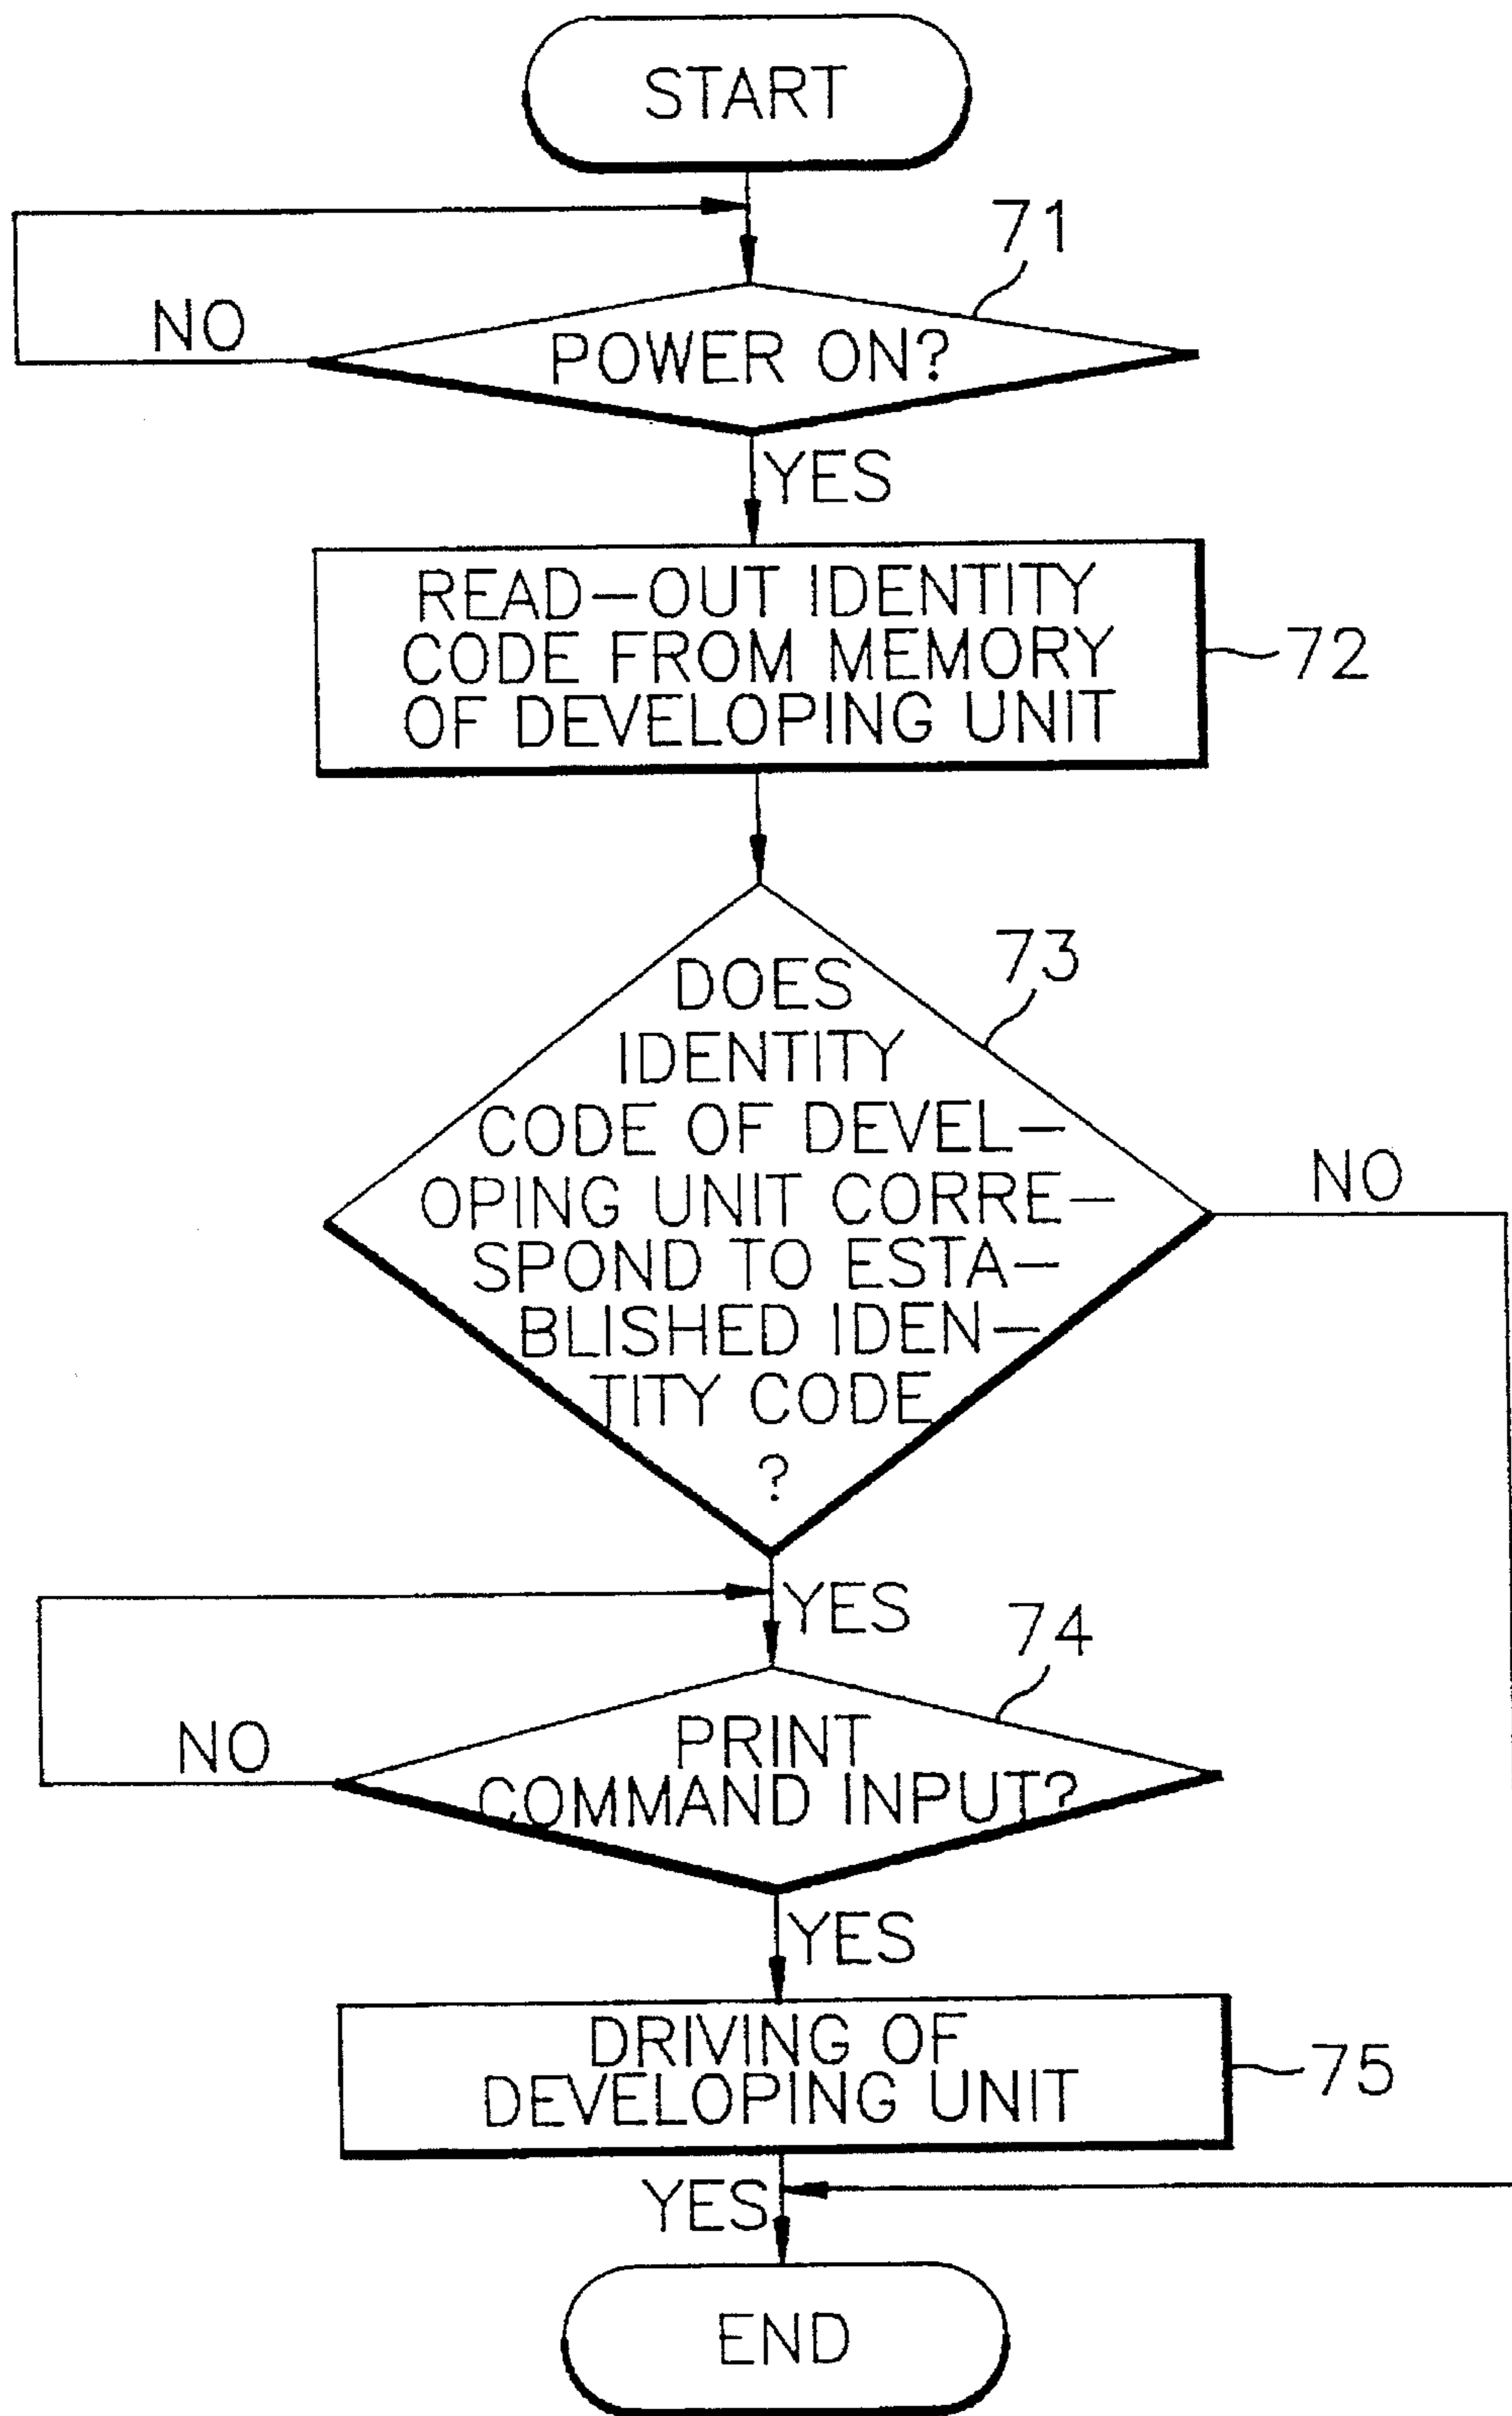 START
71
NO
POWER ON?
YES
READ-OUT IDENTITY
CODE FROM MEMORY
OF DEVELOPING UNIT
72
73
DOES
IDENTITY
CODE OF DEVEL-
OPING UNIT CORRE-
SPOND TO ESTA-
BLISHED IDEN-
TITY CODE
?
NO
YES
74
NO
PRINT
COMMAND INPUT?
YES
DRIVING OF
DEVELOPING UNIT
75
YES
END